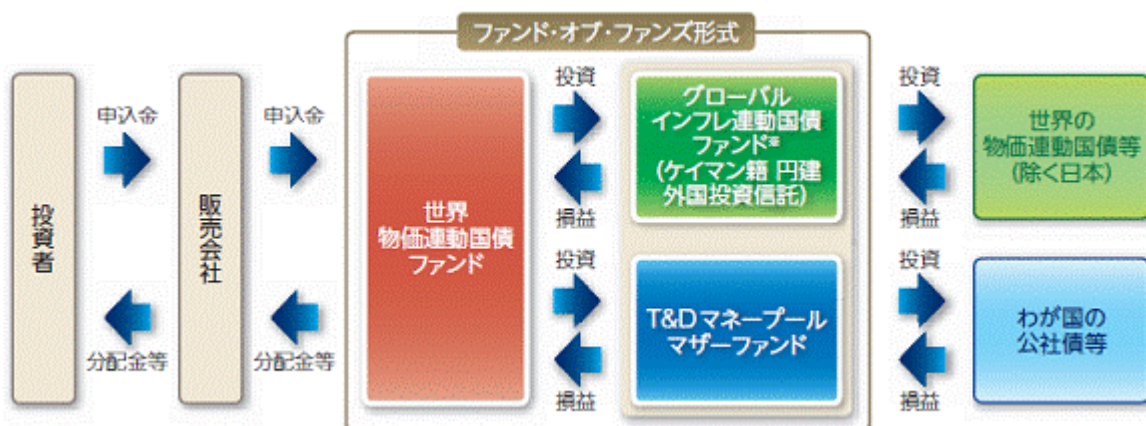 ファンド・オブ・ファンズ形式
投資者
申込金
分配金等
販売会社
申込金
分配金等
世界
物価連動国債
ファンド
投資
損益
投資
損益
グローバル
インフレ連動国債
ファンド※
(ケイマン籍 円建
外国投資信託)
T&Dマネープール
マザーファンド
投資
損益
投資
損益
世界の
物価連動国債等
(除く日本)
わが国の
公社債等